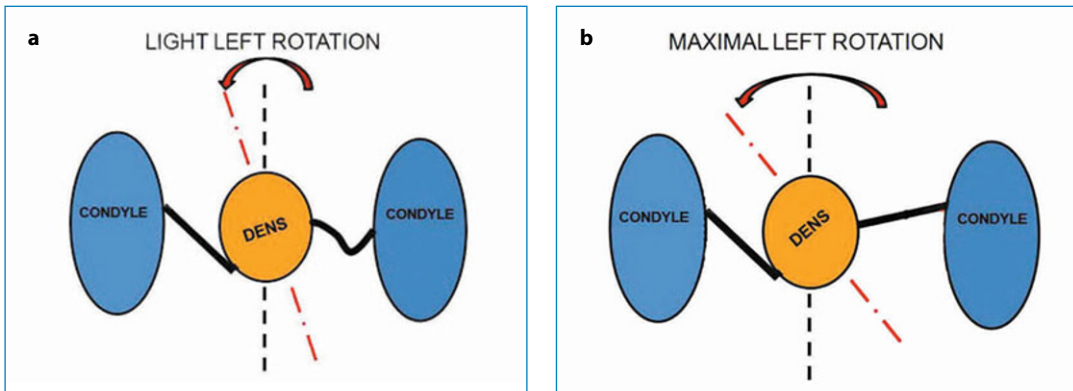 a
LIGHT LEFT ROTATION
CONDYLE
DENS
CONDYLE
b
MAXIMAL LEFT ROTATION
CONDYLE
DENS
CONDYLE